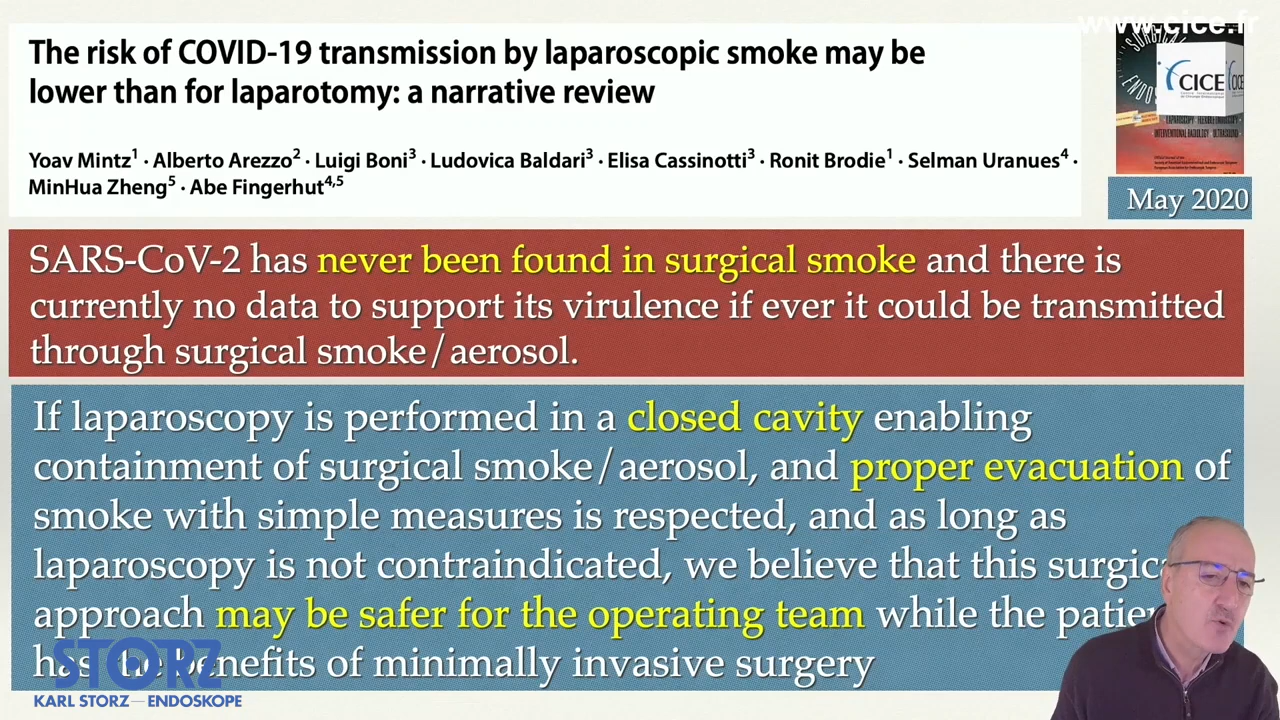 www.cice.fr
The risk of COVID-19 transmission by laparoscopic smoke may be
lower than for laparotomy: a narrative review
Yoav Mintz1 · Alberto Arezzo2 · Luigi Boni3 · Ludovica Baldari3 · Elisa Cassinotti3 · Ronit Brodie1 · Selman Uranues4 ·
MinHua Zheng5 · Abe Fingerhut4,5
CICE
May 2020
SARS-CoV-2 has never been found in surgical smoke and there is
currently no data to support its virulence if ever it could be transmitted
through surgical smoke/aerosol.
If laparoscopy is performed in a closed cavity enabling
containment of surgical smoke/aerosol, and proper evacuation of
smoke with simple measures is respected, and as long as
laparoscopy is not contraindicated, we believe that this surgica
approach may be safer for the operating team while the patie
has the benefits of minimally invasive surgery
STORZ
KARL STORZ—ENDOSKOPE